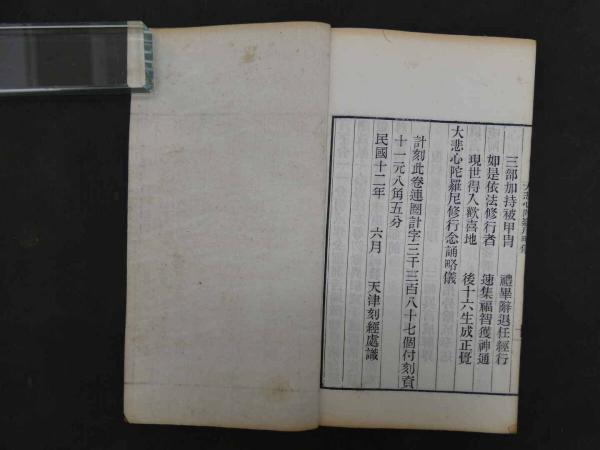 三部加持被甲冑　禮畢辭退任經行
如是依法修行者　速集福智獲神通
現世得入歡喜地　後十六生成正覺
大悲心陀羅尼修行念誦略儀
計刻此卷連圈計字三千三百八十七個付刻資
十一元八角五分
民國十二年　六月　天津刻經處識